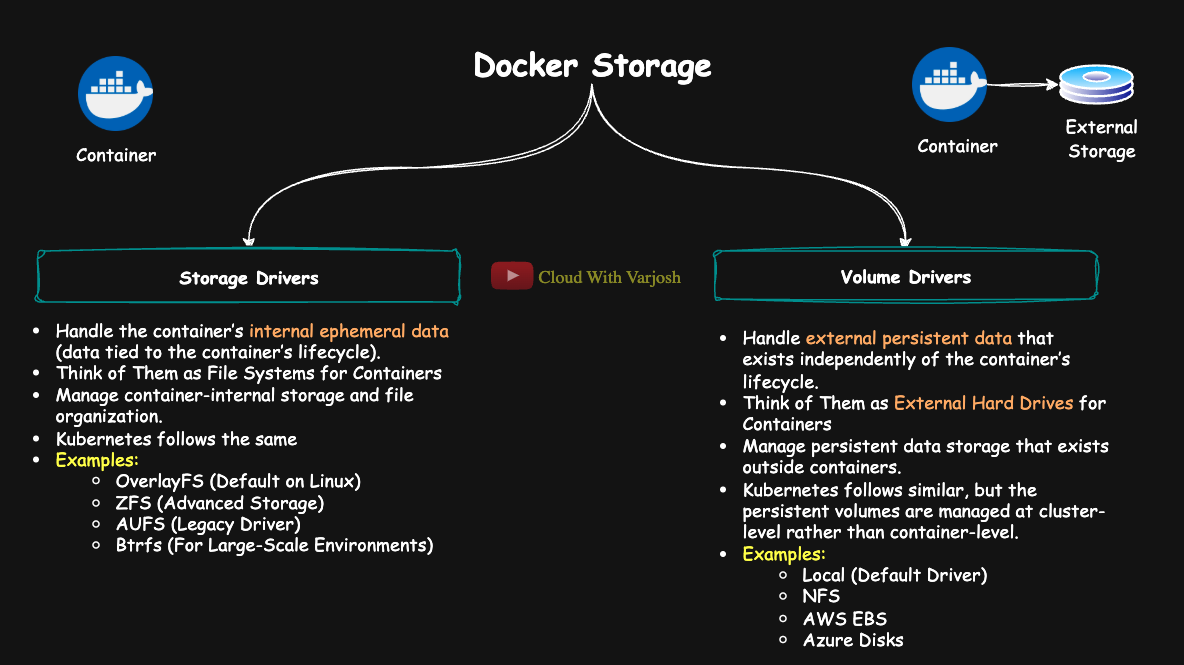 Docker Storage
Container
Container
External
Storage
Storage Drivers
• Handle the container's internal ephemeral data
(data tied to the container's lifecycle).
• Think of Them as File Systems for Containers
• Manage container-internal storage and file
organization.
• Kubernetes follows the same
• Examples:
○ OverlayFS (Default on Linux)
○ ZFS (Advanced Storage)
○ AUFS (Legacy Driver)
○ Btrfs (For Large-Scale Environments)
Cloud With Varjosh
Volume Drivers
• Handle external persistent data that
exists independently of the container's
lifecycle.
• Think of Them as External Hard Drives for
Containers
• Manage persistent data storage that exists
outside containers.
• Kubernetes follows similar, but the
persistent volumes are managed at cluster-
level rather than container-level.
• Examples:
○ Local (Default Driver)
○ NFS
○ AWS EBS
○ Azure Disks